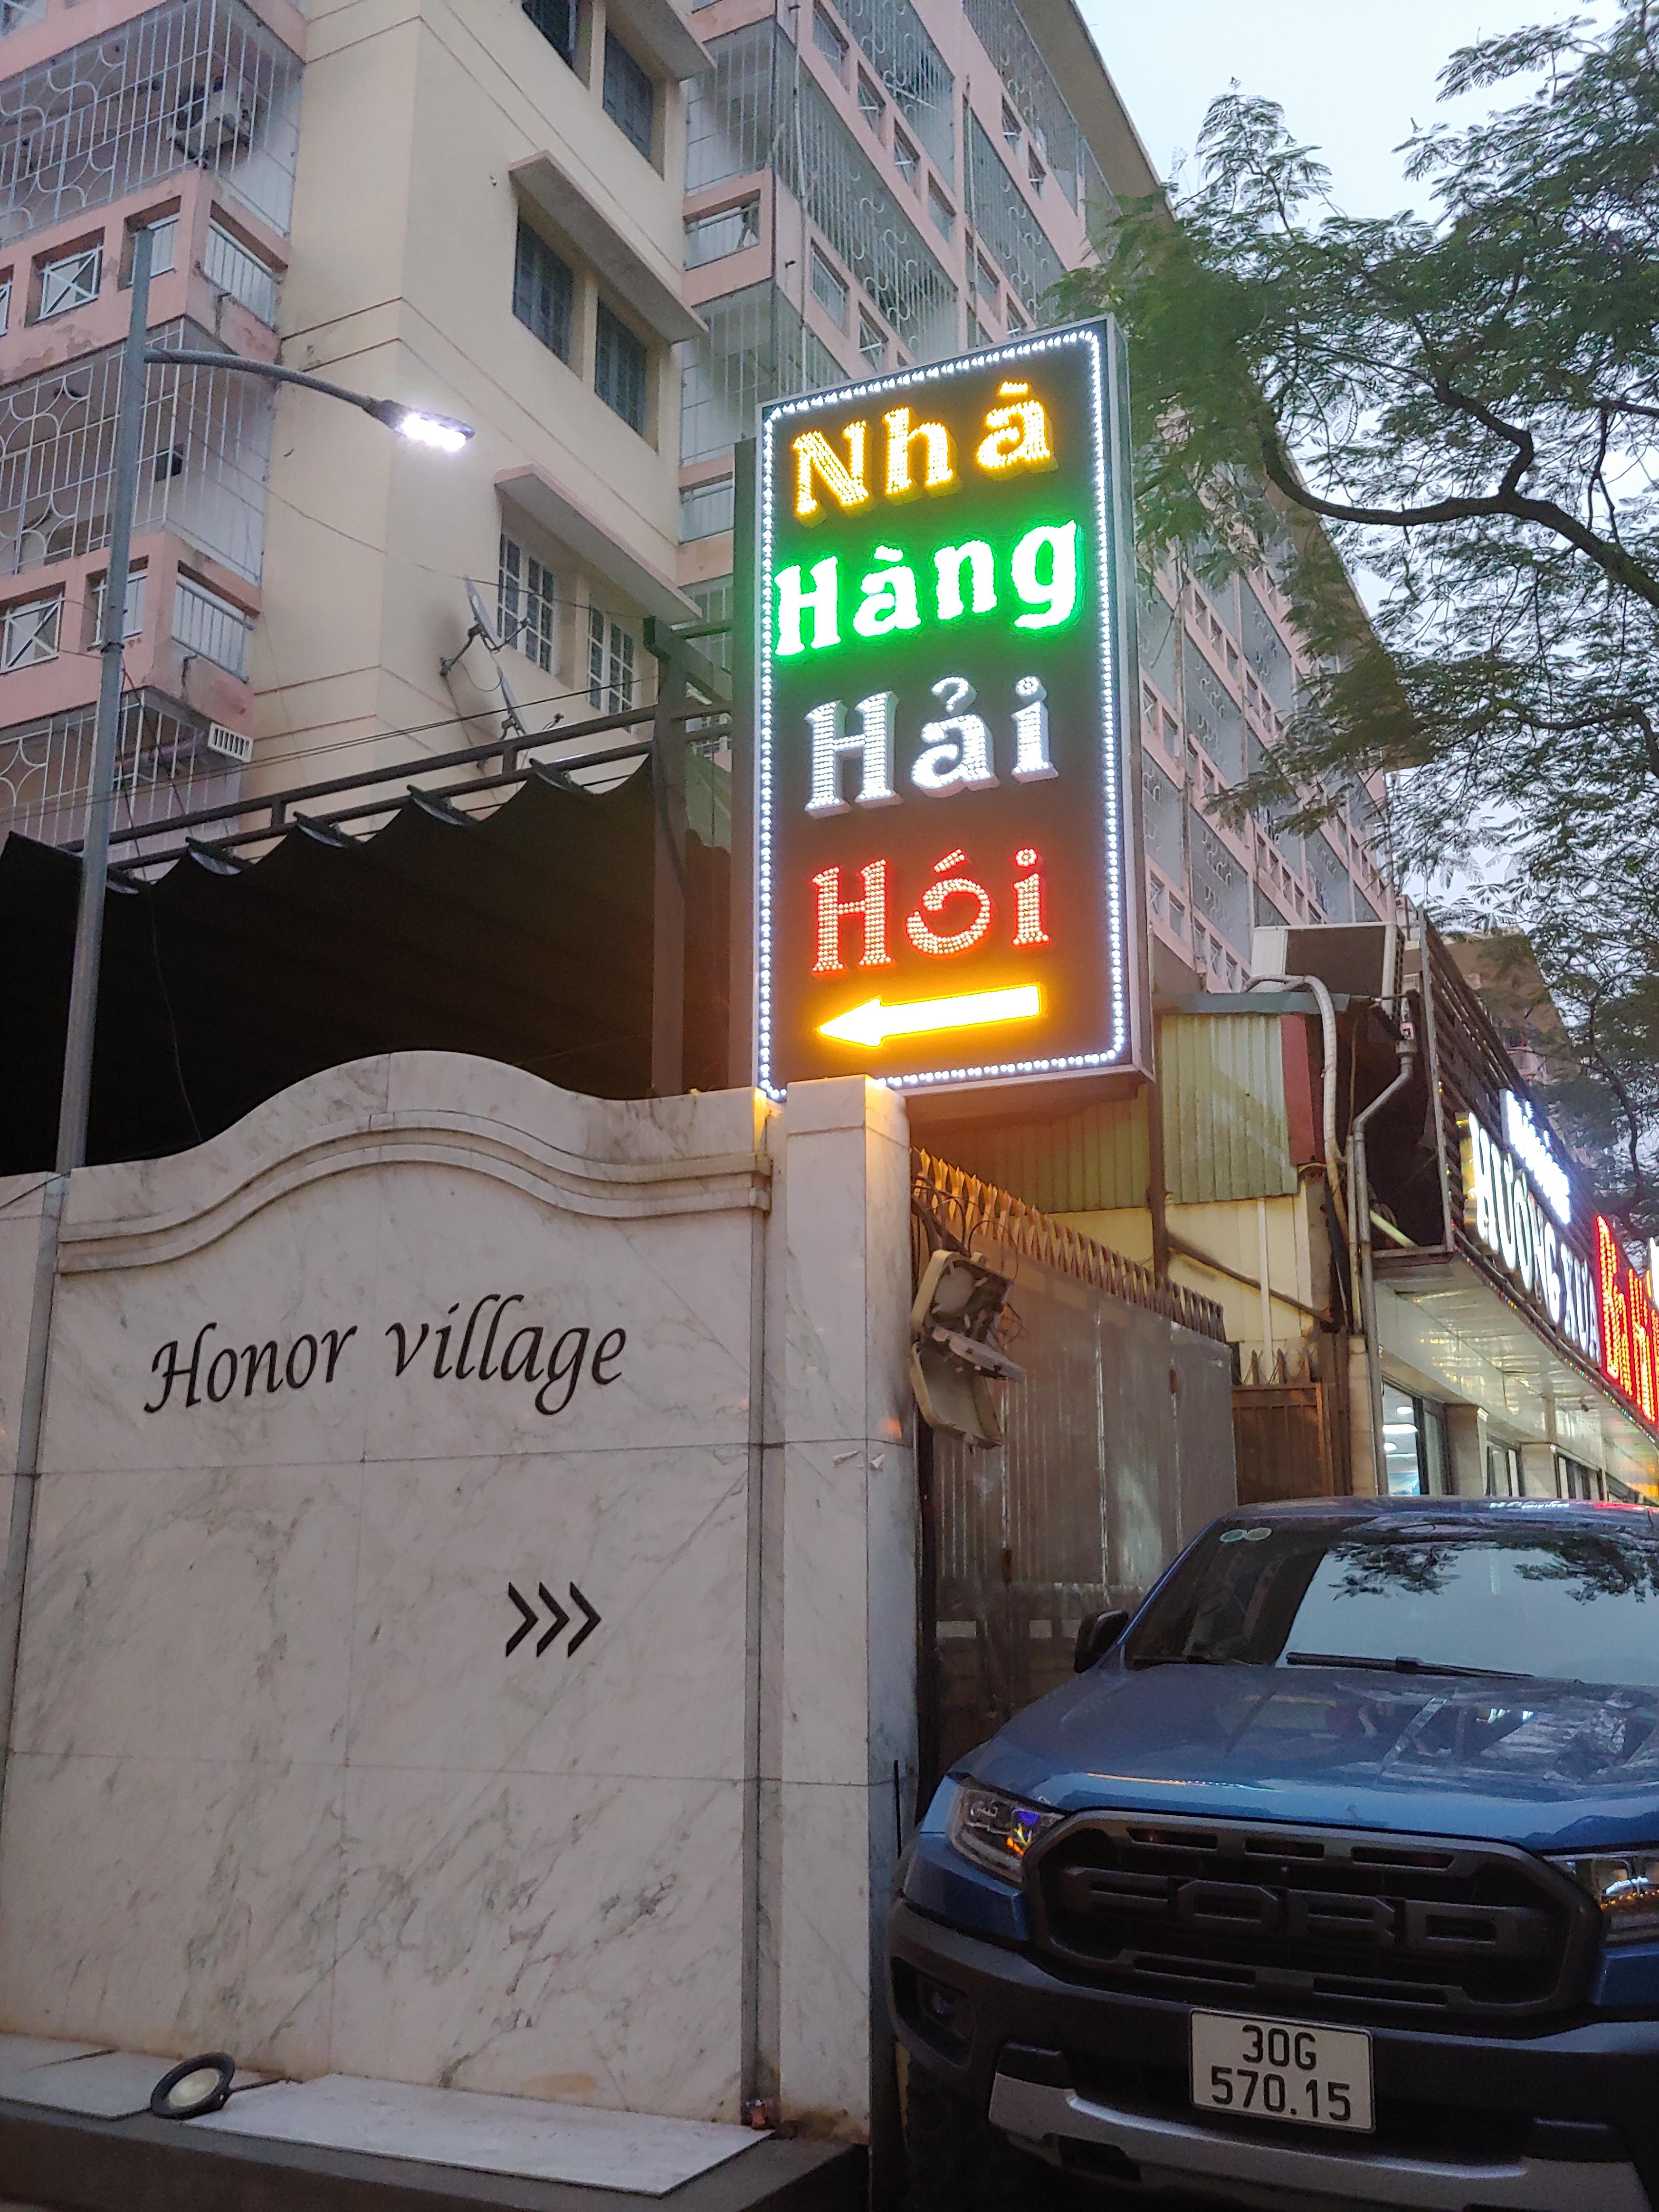 Nhà
Hàng
Hải
Hói
Honor village
FORD
30G
570.15